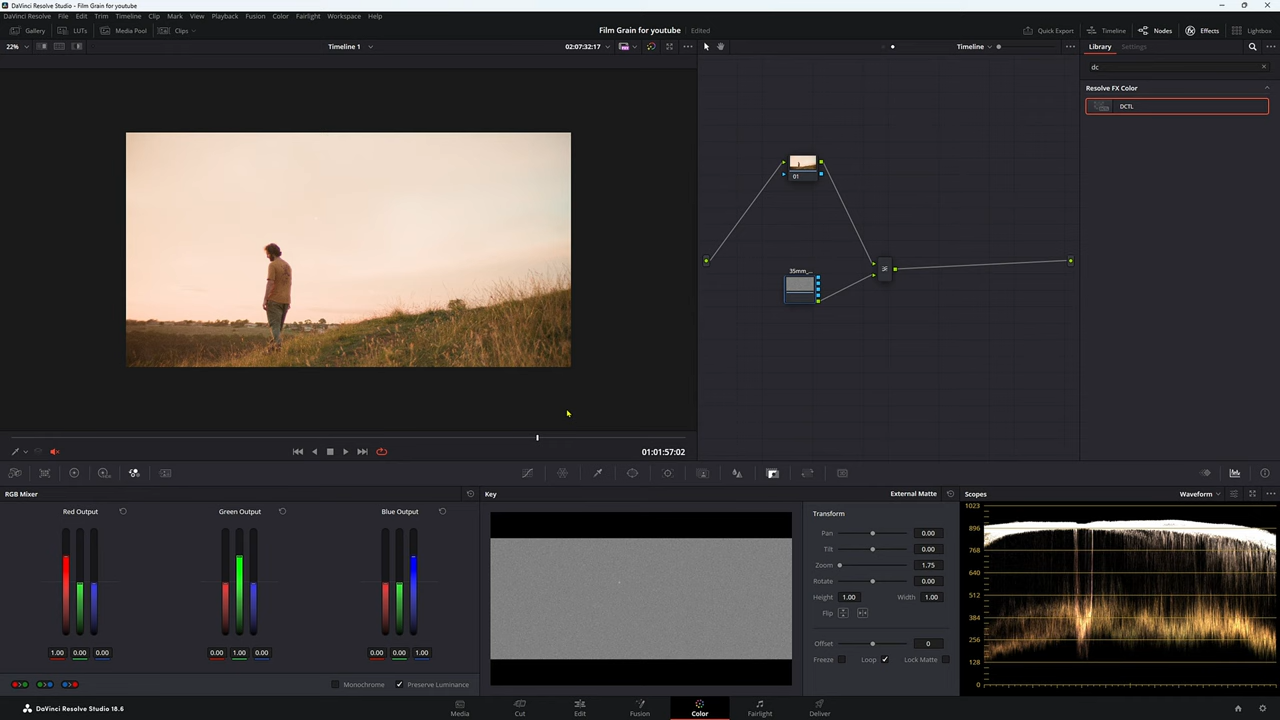 DaVinci Resolve Studio - Film Grain for youtube
DaVinci Resolve File Edit Trim Timeline Clip Mark View Playback Fusion Color Fairlight Workspace Help
Gallery LUTs Media Pool Clips Film Grain for youtube Edited Quick Export Timeline Nodes Effects Lightbox
22% Timeline 1 02:07:32:17 Timeline Library Settings
dc
Resolve FX Color
DCTL
01
35mm_...
01:01:57:02
RGB Mixer Key External Matte Scopes Waveform
Red Output Green Output Blue Output Transform
Pan 0.00
Tilt 0.00
Zoom 1.75
Rotate 0.00
Height 1.00 Width 1.00
Flip
Offset 0
Freeze Loop Lock Matte
1.00 0.00 0.00 0.00 1.00 0.00 0.00 0.00 1.00
Monochrome Preserve Luminance
1023
896
768
640
512
384
256
128
0
DaVinci Resolve Studio 18.6 Media Cut Edit Fusion Color Fairlight Deliver